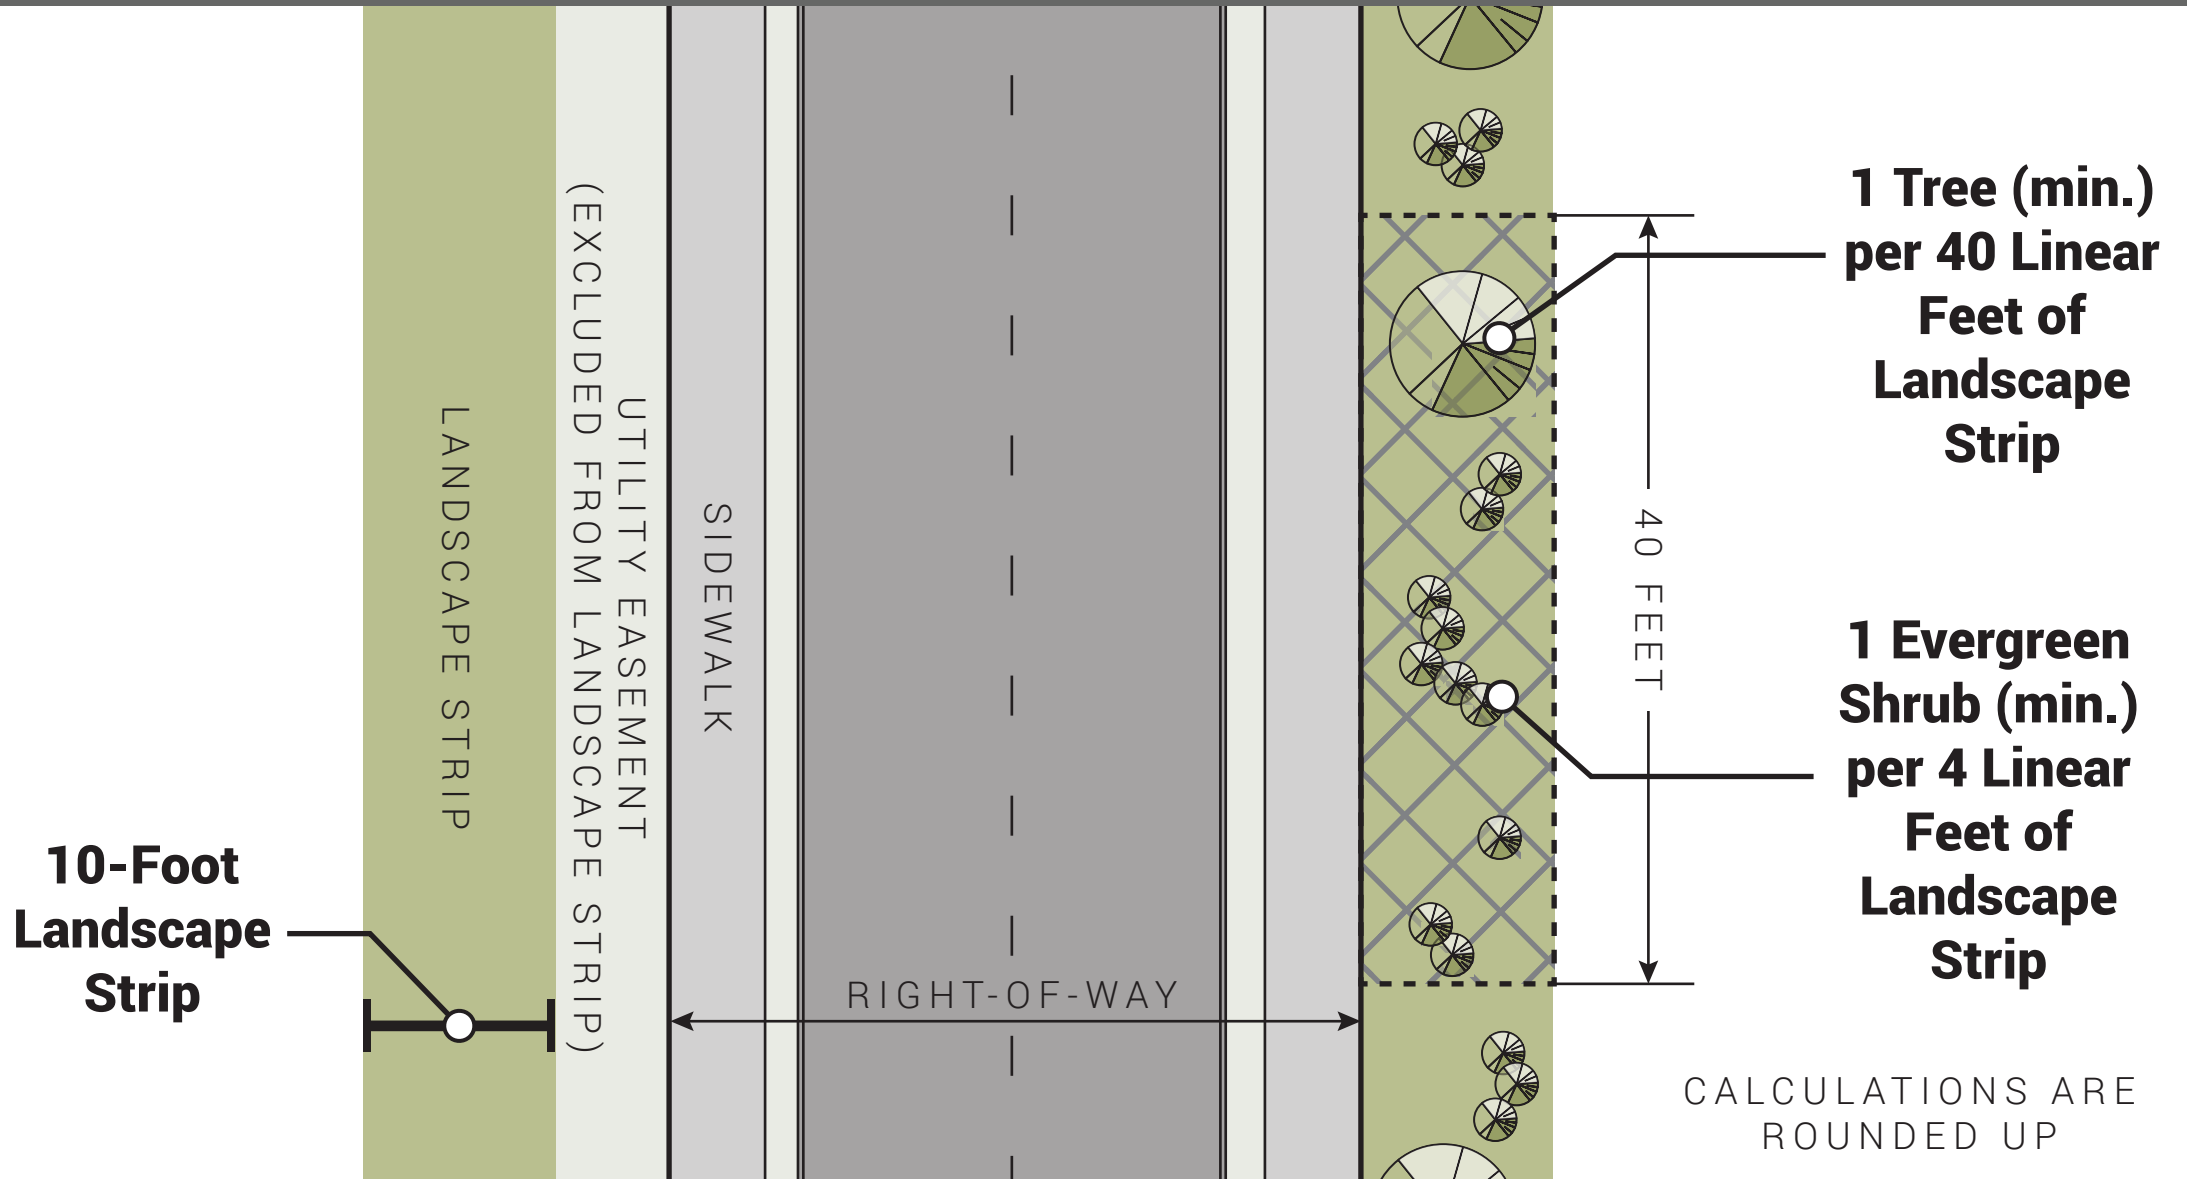 10-Foot
Landscape
Strip
LANDSCAPE STRIP
UTILITY EASEMENT
(EXCLUDED FROM LANDSCAPE STRIP)
SIDEWALK
RIGHT-OF-WAY
40 FEET
1 Tree (min.)
per 40 Linear
Feet of
Landscape
Strip
1 Evergreen
Shrub (min.)
per 4 Linear
Feet of
Landscape
Strip
CALCULATIONS ARE
ROUNDED UP